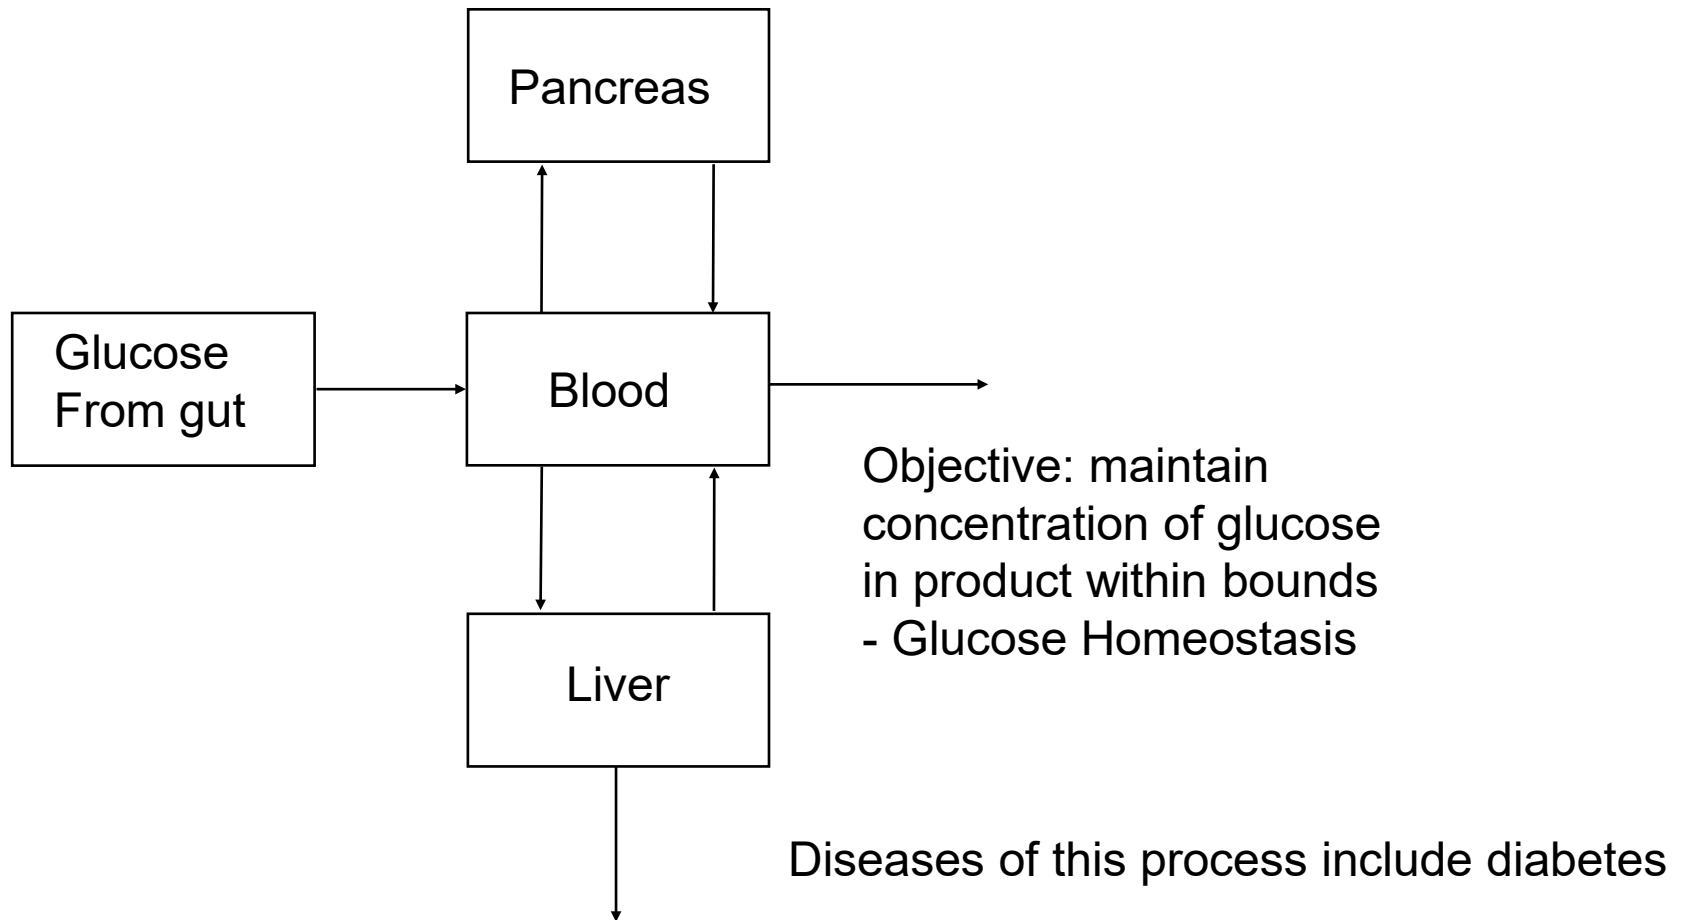 Pancreas
Glucose
From gut
Blood
Objective: maintain
concentration of glucose
in product within bounds
- Glucose Homeostasis
Liver
Diseases of this process include diabetes